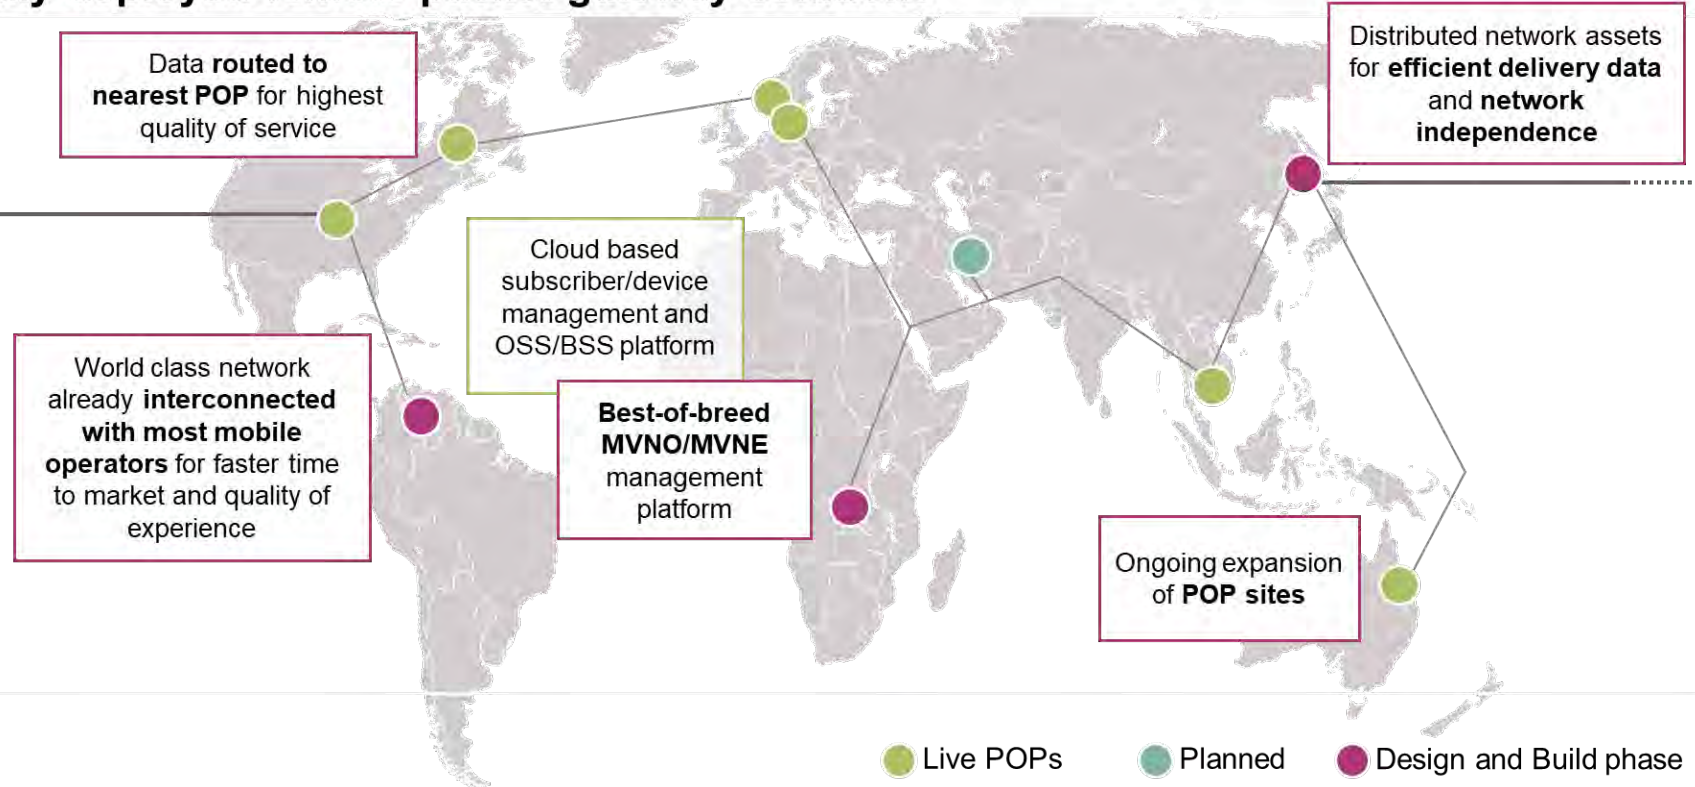 Data routed to
nearest POP for highest
quality of service
Distributed network assets
for efficient delivery data
and network
independence
Cloud based
subscriber/device
management and
OSS/BSS platform
World class network
already interconnected
with most mobile
operators for faster time
to market and quality of
experience
Best-of-breed
MVNO/MVNE
management
platform
Ongoing expansion
of POP sites
Live POPs
Planned
Design and Build phase